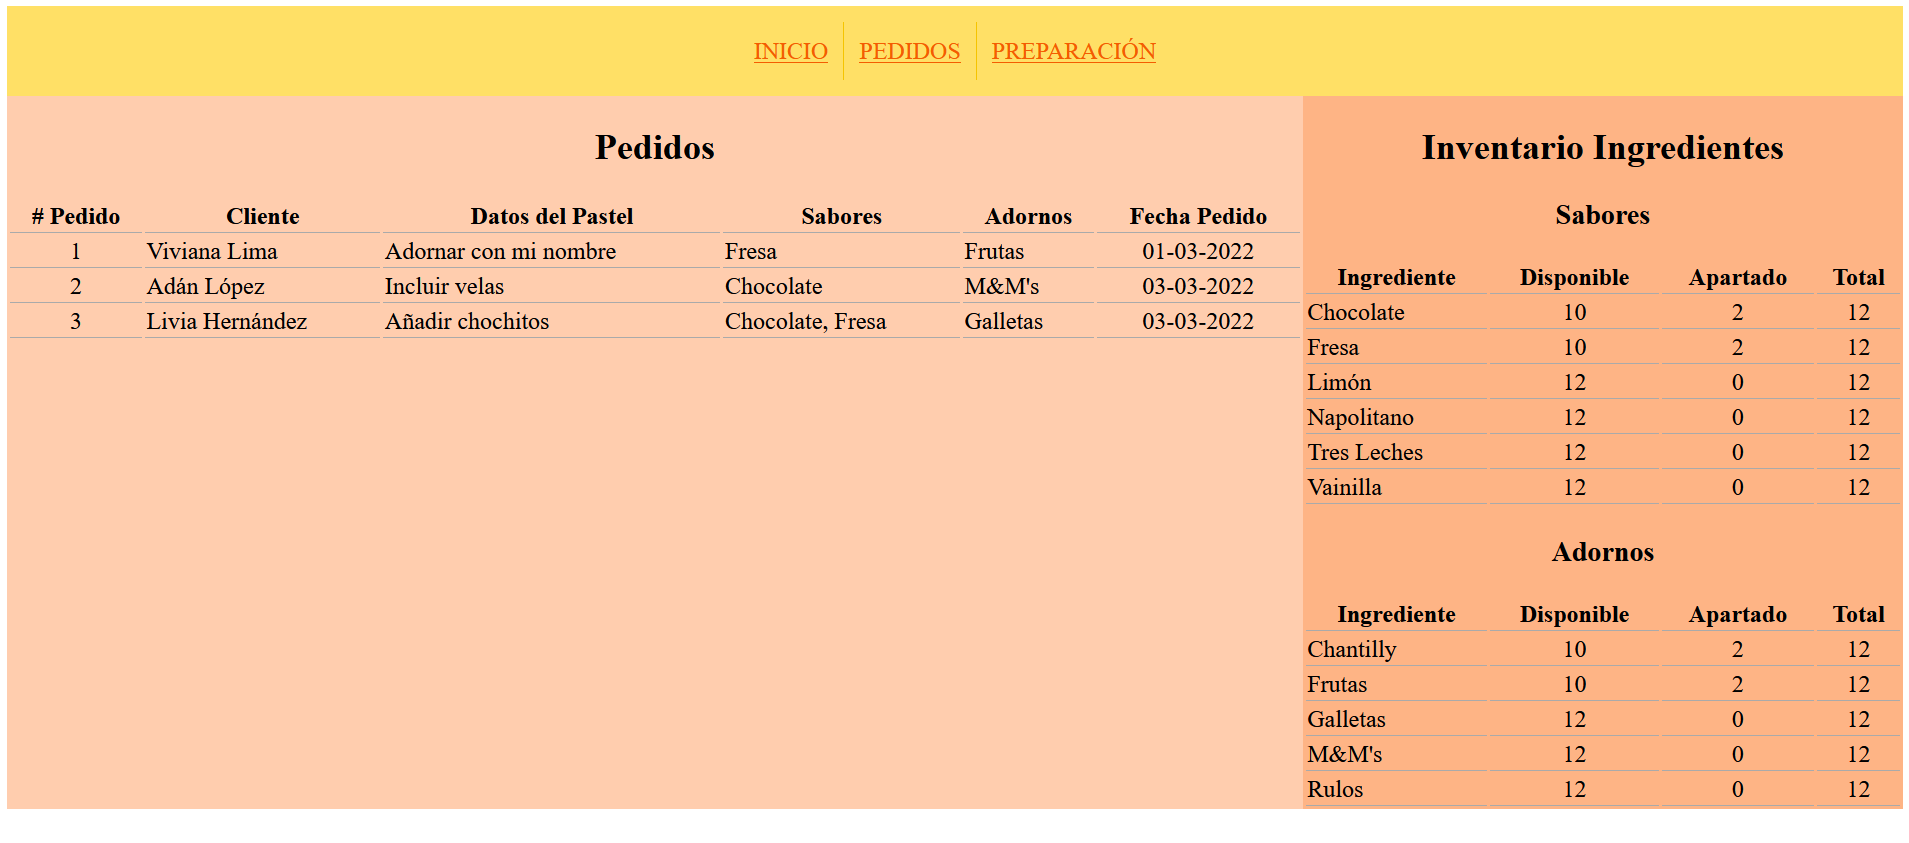 INICIO PEDIDOS PREPARACIÓN
Pedidos
# Pedido Cliente Datos del Pastel Sabores Adornos Fecha Pedido
1 Viviana Lima Adornar con mi nombre Fresa Frutas 01-03-2022
2 Adán López Incluir velas Chocolate M&M's 03-03-2022
3 Livia Hernández Añadir chochitos Chocolate, Fresa Galletas 03-03-2022
Inventario Ingredientes
Sabores
Ingrediente Disponible Apartado Total
Chocolate 10 2 12
Fresa 10 2 12
Limón 12 0 12
Napolitano 12 0 12
Tres Leches 12 0 12
Vainilla 12 0 12
Adornos
Ingrediente Disponible Apartado Total
Chantilly 10 2 12
Frutas 10 2 12
Galletas 12 0 12
M&M's 12 0 12
Rulos 12 0 12